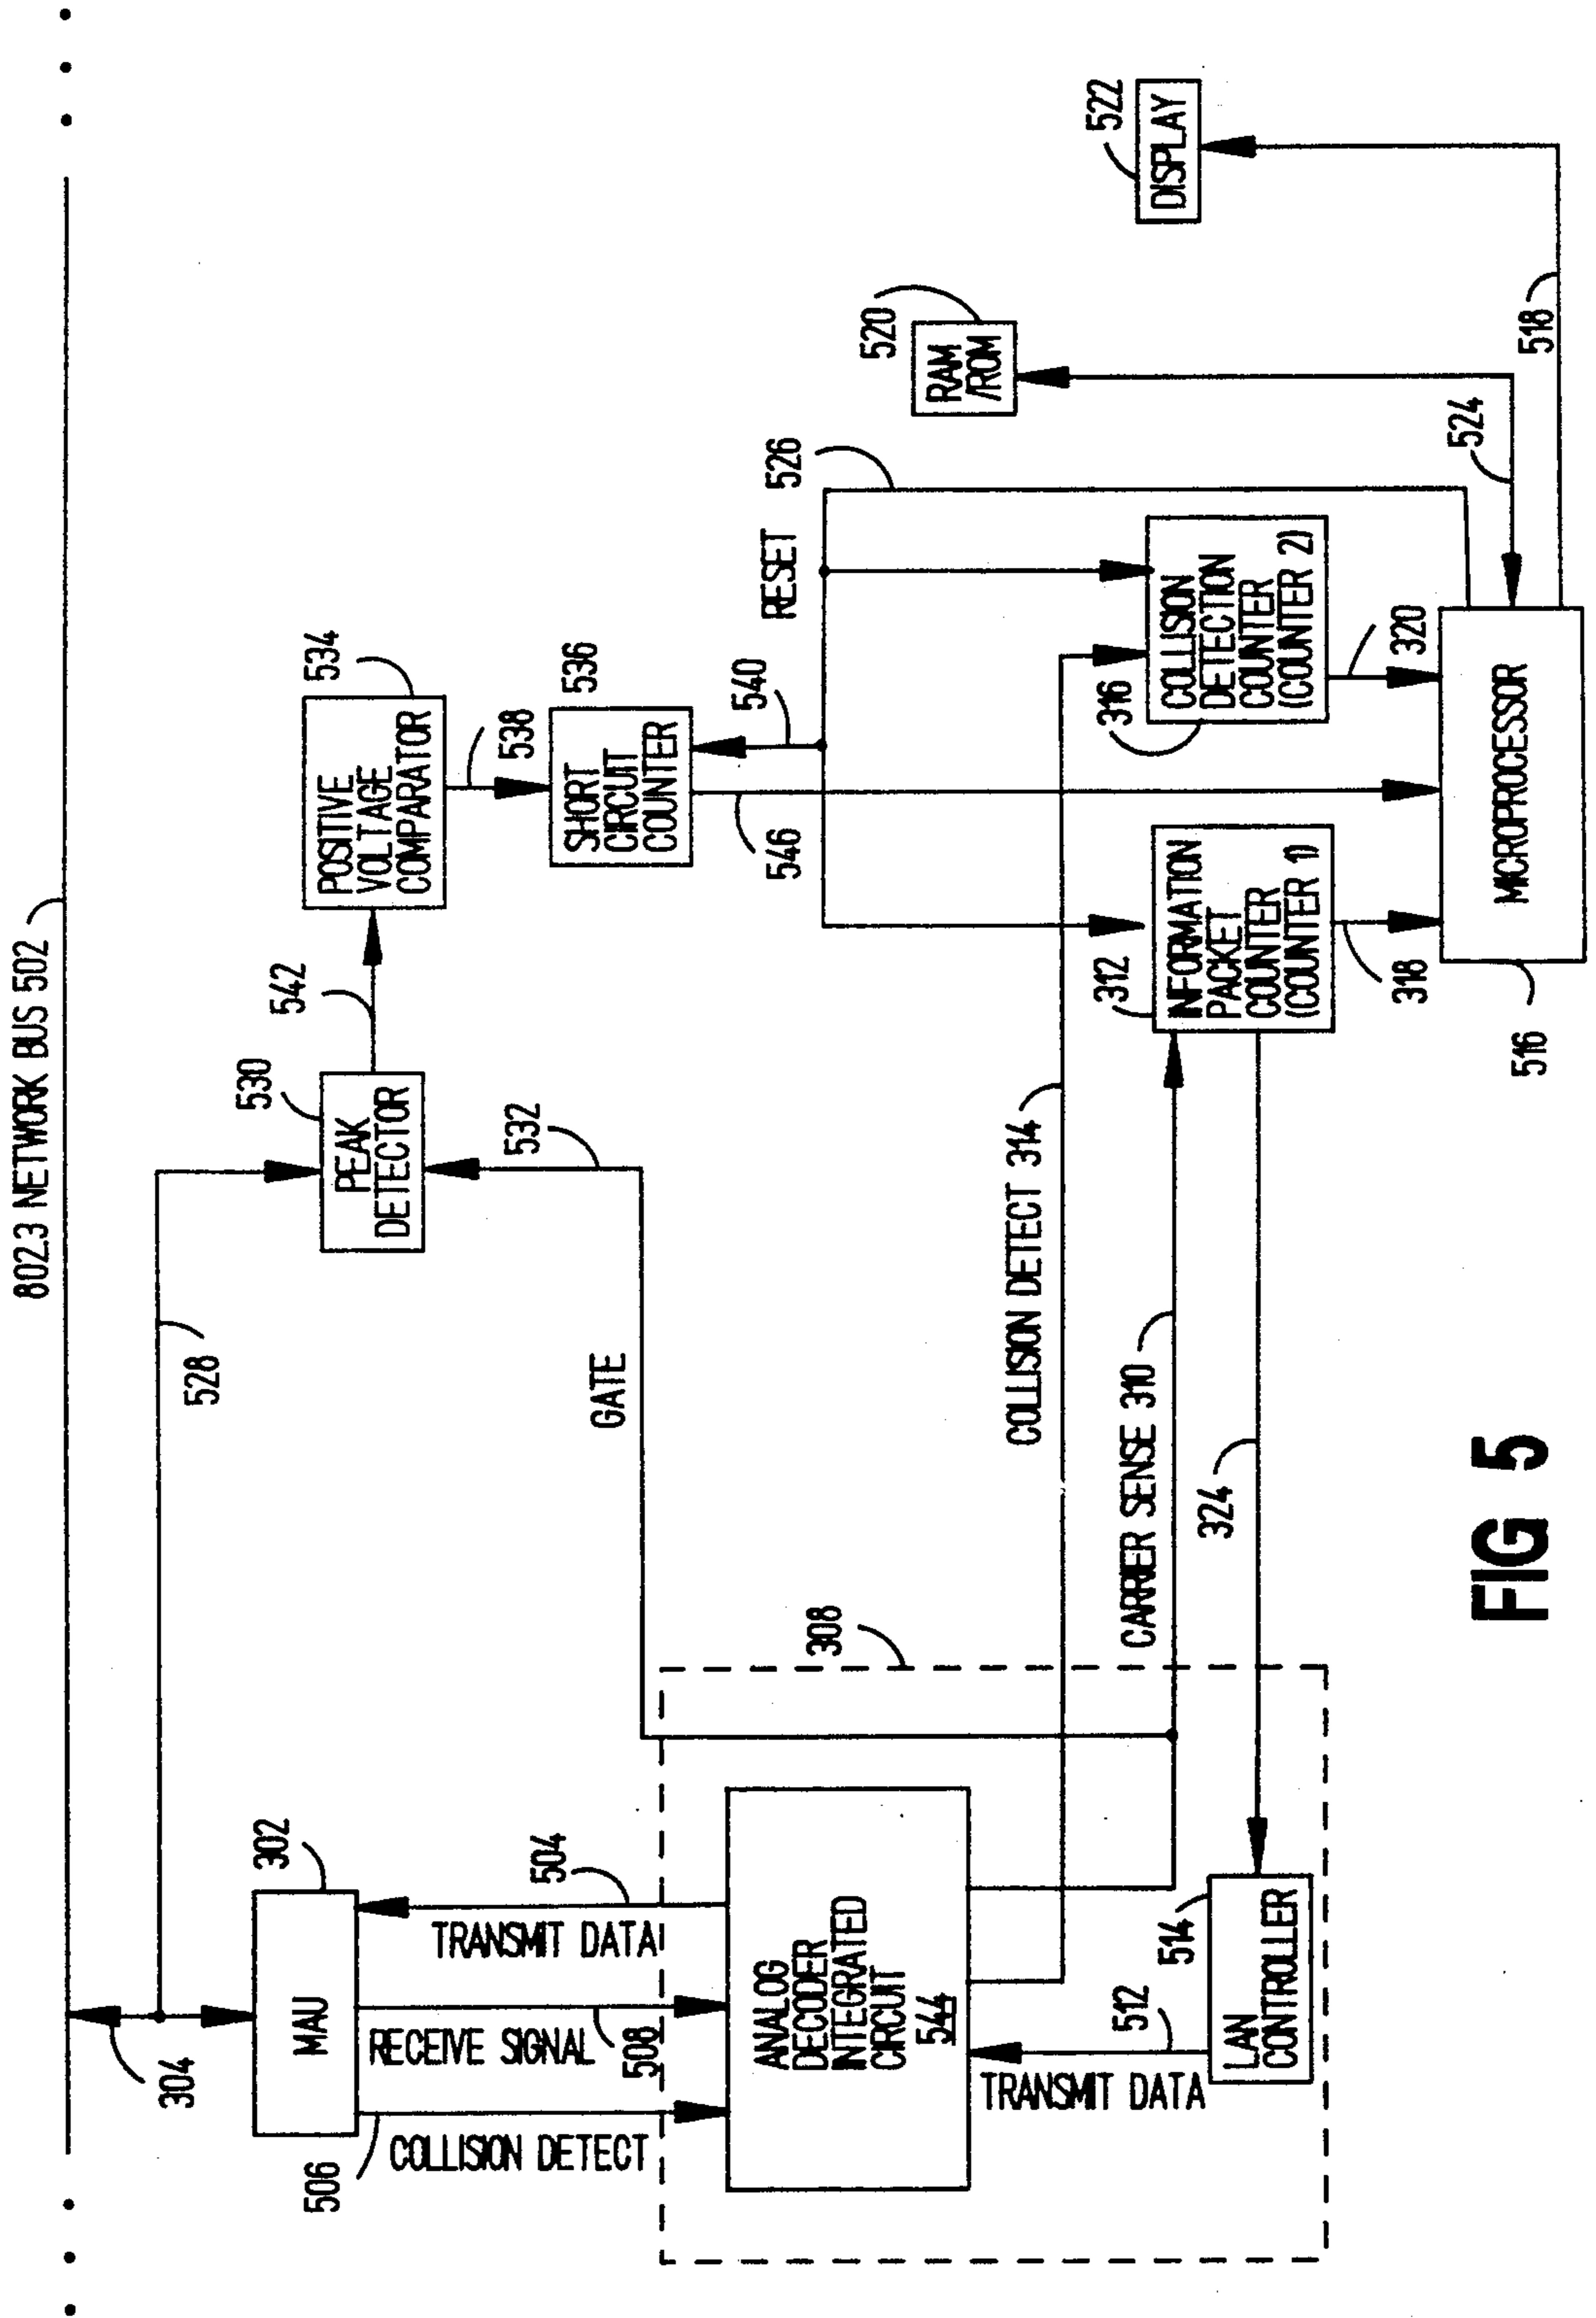 802.3 NETWORK BUS 502
304
528
302
MAU
506
COLLISION DETECT
RECEIVE SIGNAL
508
TRANSMIT DATA
504
530
PEAK
DETECTOR
542
534
POSITIVE
VOLTAGE
COMPARATOR
538
532
GATE
536
SHORT
CIRCUIT
COUNTER
540
546
RESET
526
520
RAM
/ROM
522
DISPLAY
308
ANALOG
DECODER
INTEGRATED
CIRCUIT
544
COLLISION DETECT 314
CARRIER SENSE 310
324
TRANSMIT DATA
512
514
LAN
CONTROLLER
312
INFORMATION
PACKET
COUNTER
(COUNTER 1)
316
COLLISION
DETECTION
COUNTER
(COUNTER 2)
318
320
524
518
516
MICROPROCESSOR
FIG 5